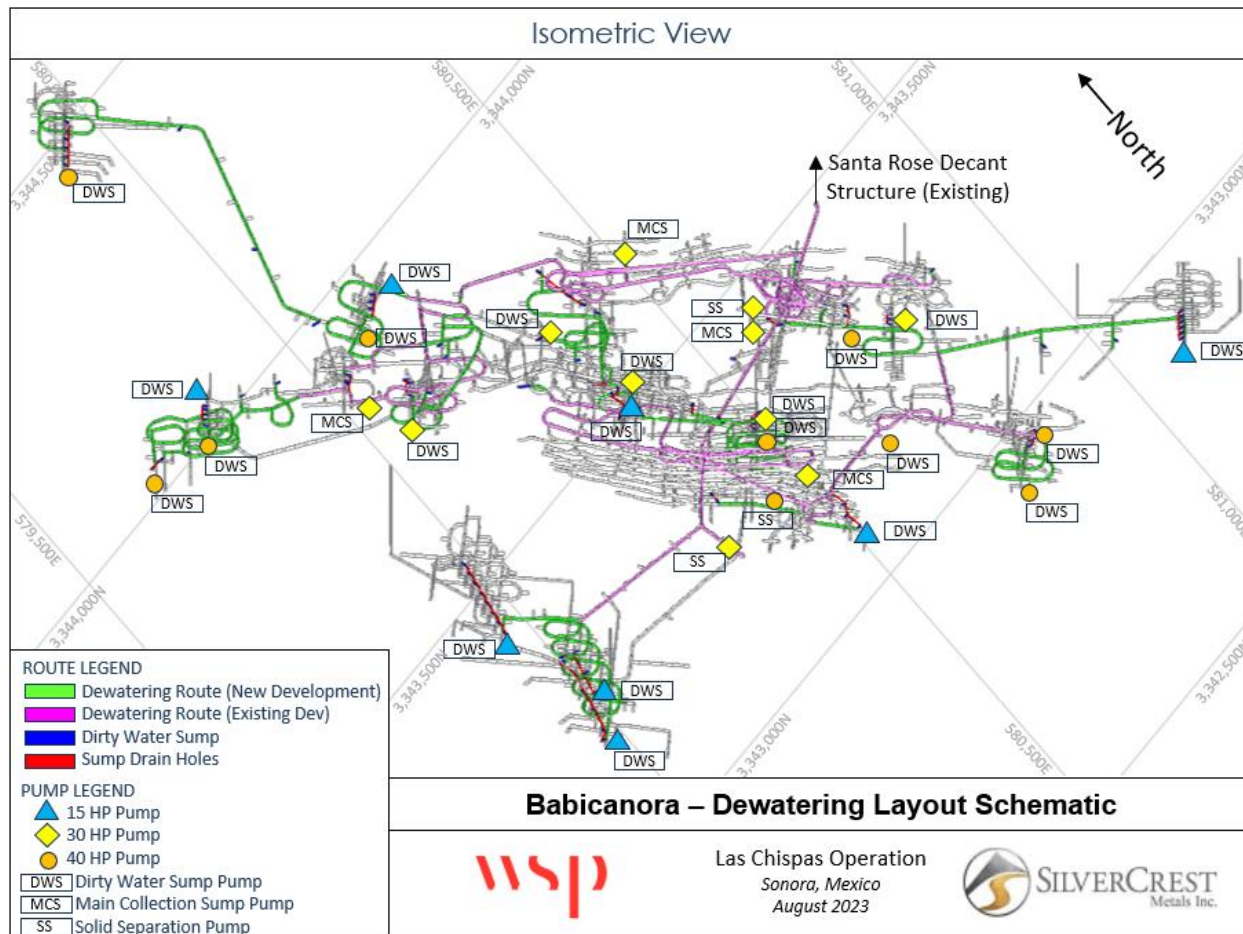 Isometric View
580,
580,500E
3,344,000N
581,000E
3,343,500N
North
3,343,000N
3,344,500
Santa Rose Decant
Structure (Existing)
DWS
MCS
DWS
SS
DWS
DWS
MCS
DWS
DWS
DWS
DWS
DWS
MCS
DWS
DWS
DWS
DWS
DWS
DWS
DWS
MCS
DWS
DWS
SS
DWS
SS
579,500E
581,000
3,344,000N
DWS
3,343,500N
DWS
3,342,500N
DWS
3,343,000N
580,500E
ROUTE LEGEND
Dewatering Route (New Development)
Dewatering Route (Existing Dev)
Dirty Water Sump
Sump Drain Holes
PUMP LEGEND
15 HP Pump
30 HP Pump
40 HP Pump
DWS Dirty Water Sump Pump
MCS Main Collection Sump Pump
SS Solid Separation Pump
Babicanora – Dewatering Layout Schematic
wsp
Las Chispas Operation
Sonora, Mexico
August 2023
SILVERCREST
Metals Inc.